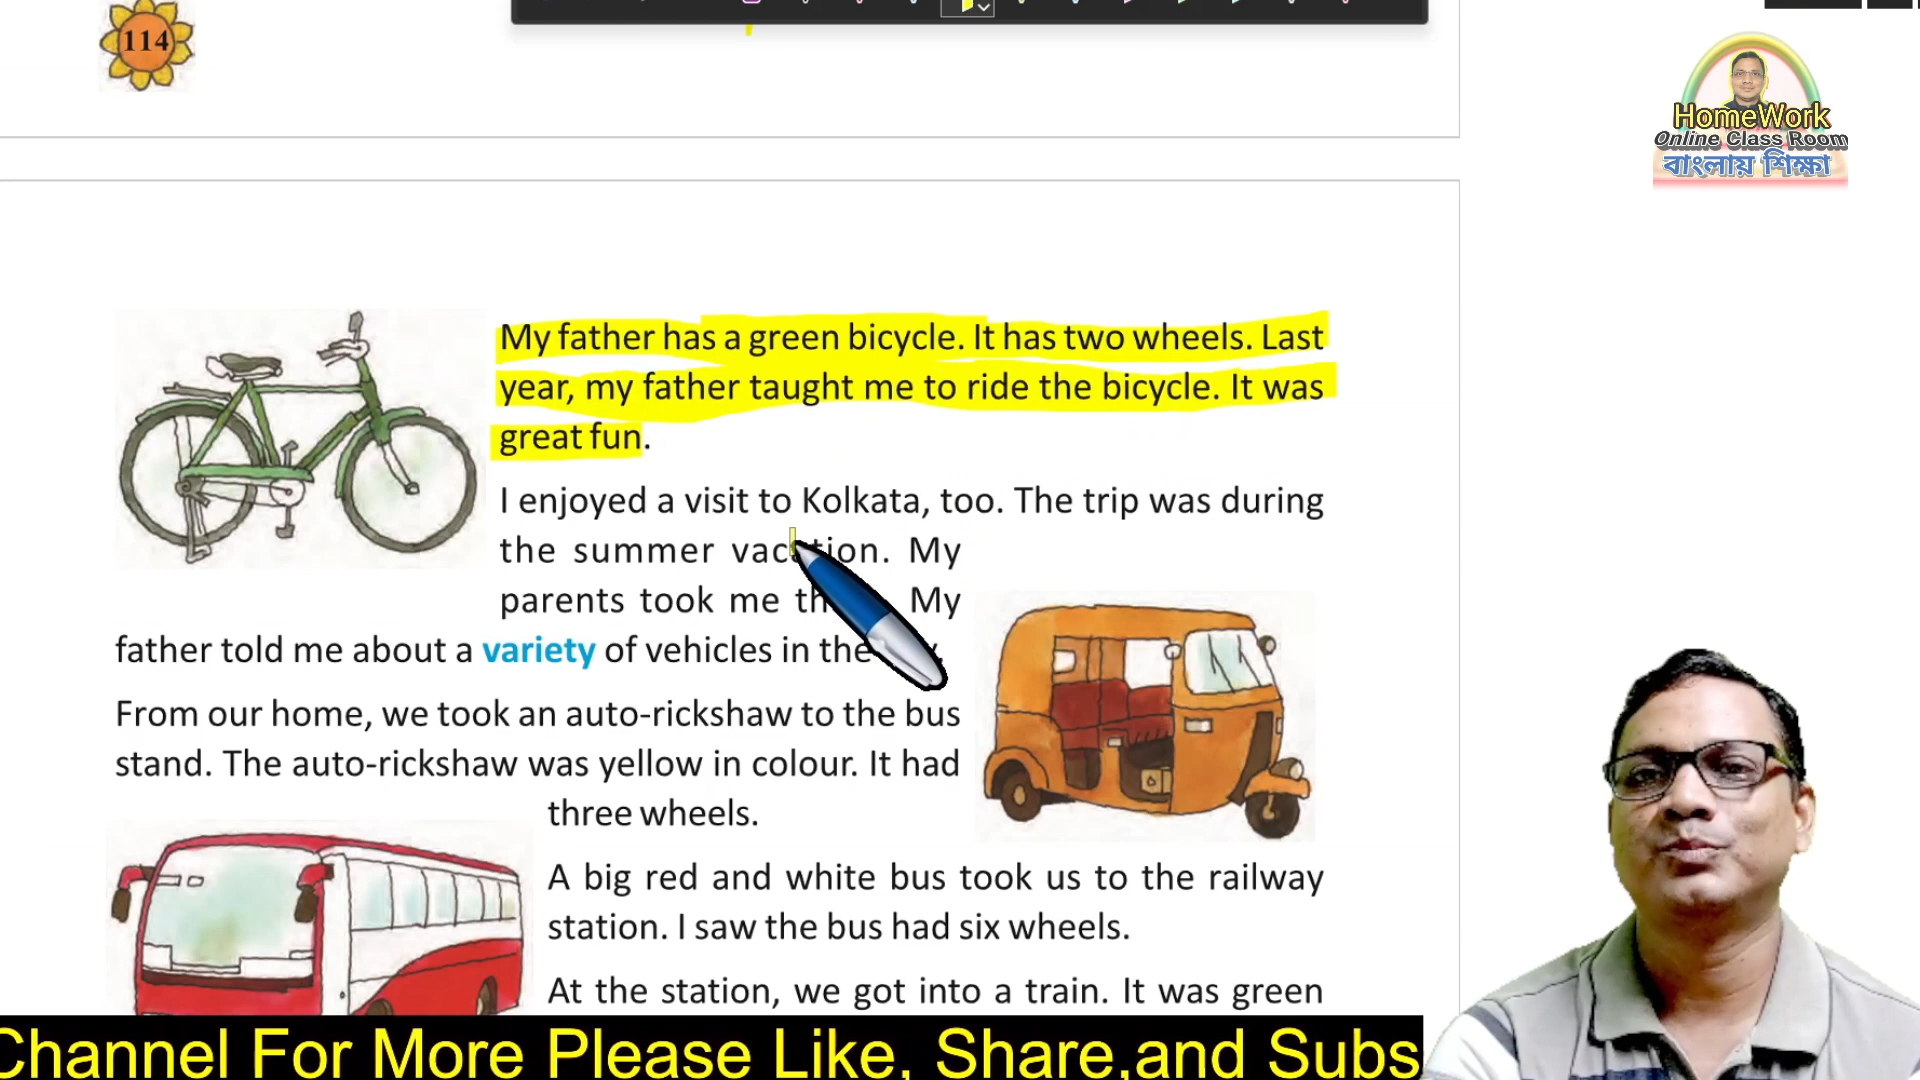 114
HomeWork
Online Class Room
বাংলায় শিক্ষা
My father has a green bicycle. It has two wheels. Last
year, my father taught me to ride the bicycle. It was
great fun.
I enjoyed a visit to Kolkata, too. The trip was during
the summer vacation. My
parents took me My
father told me about a variety of vehicles in the
From our home, we took an auto-rickshaw to the bus
stand. The auto-rickshaw was yellow in colour. It had
three wheels.
A big red and white bus took us to the railway
station. I saw the bus had six wheels.
At the station, we got into a train. It was green
Channel For More Please Like, Share,and Subs